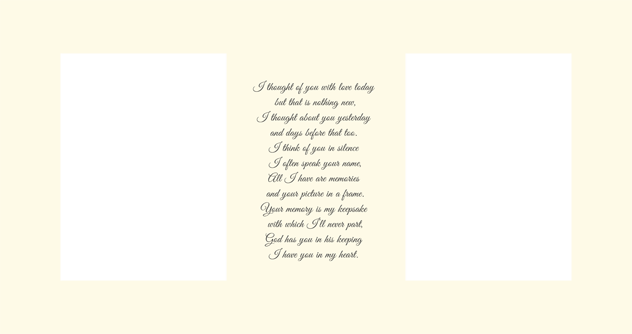 I thought of you with love today
but that is nothing new,
I thought about you yesterday
and days before that too.
I think of you in silence
I often speak your name,
All I have are memories
and your picture in a frame.
Your memory is my keepsake
with which I'll never part,
God has you in his keeping
I have you in my heart.